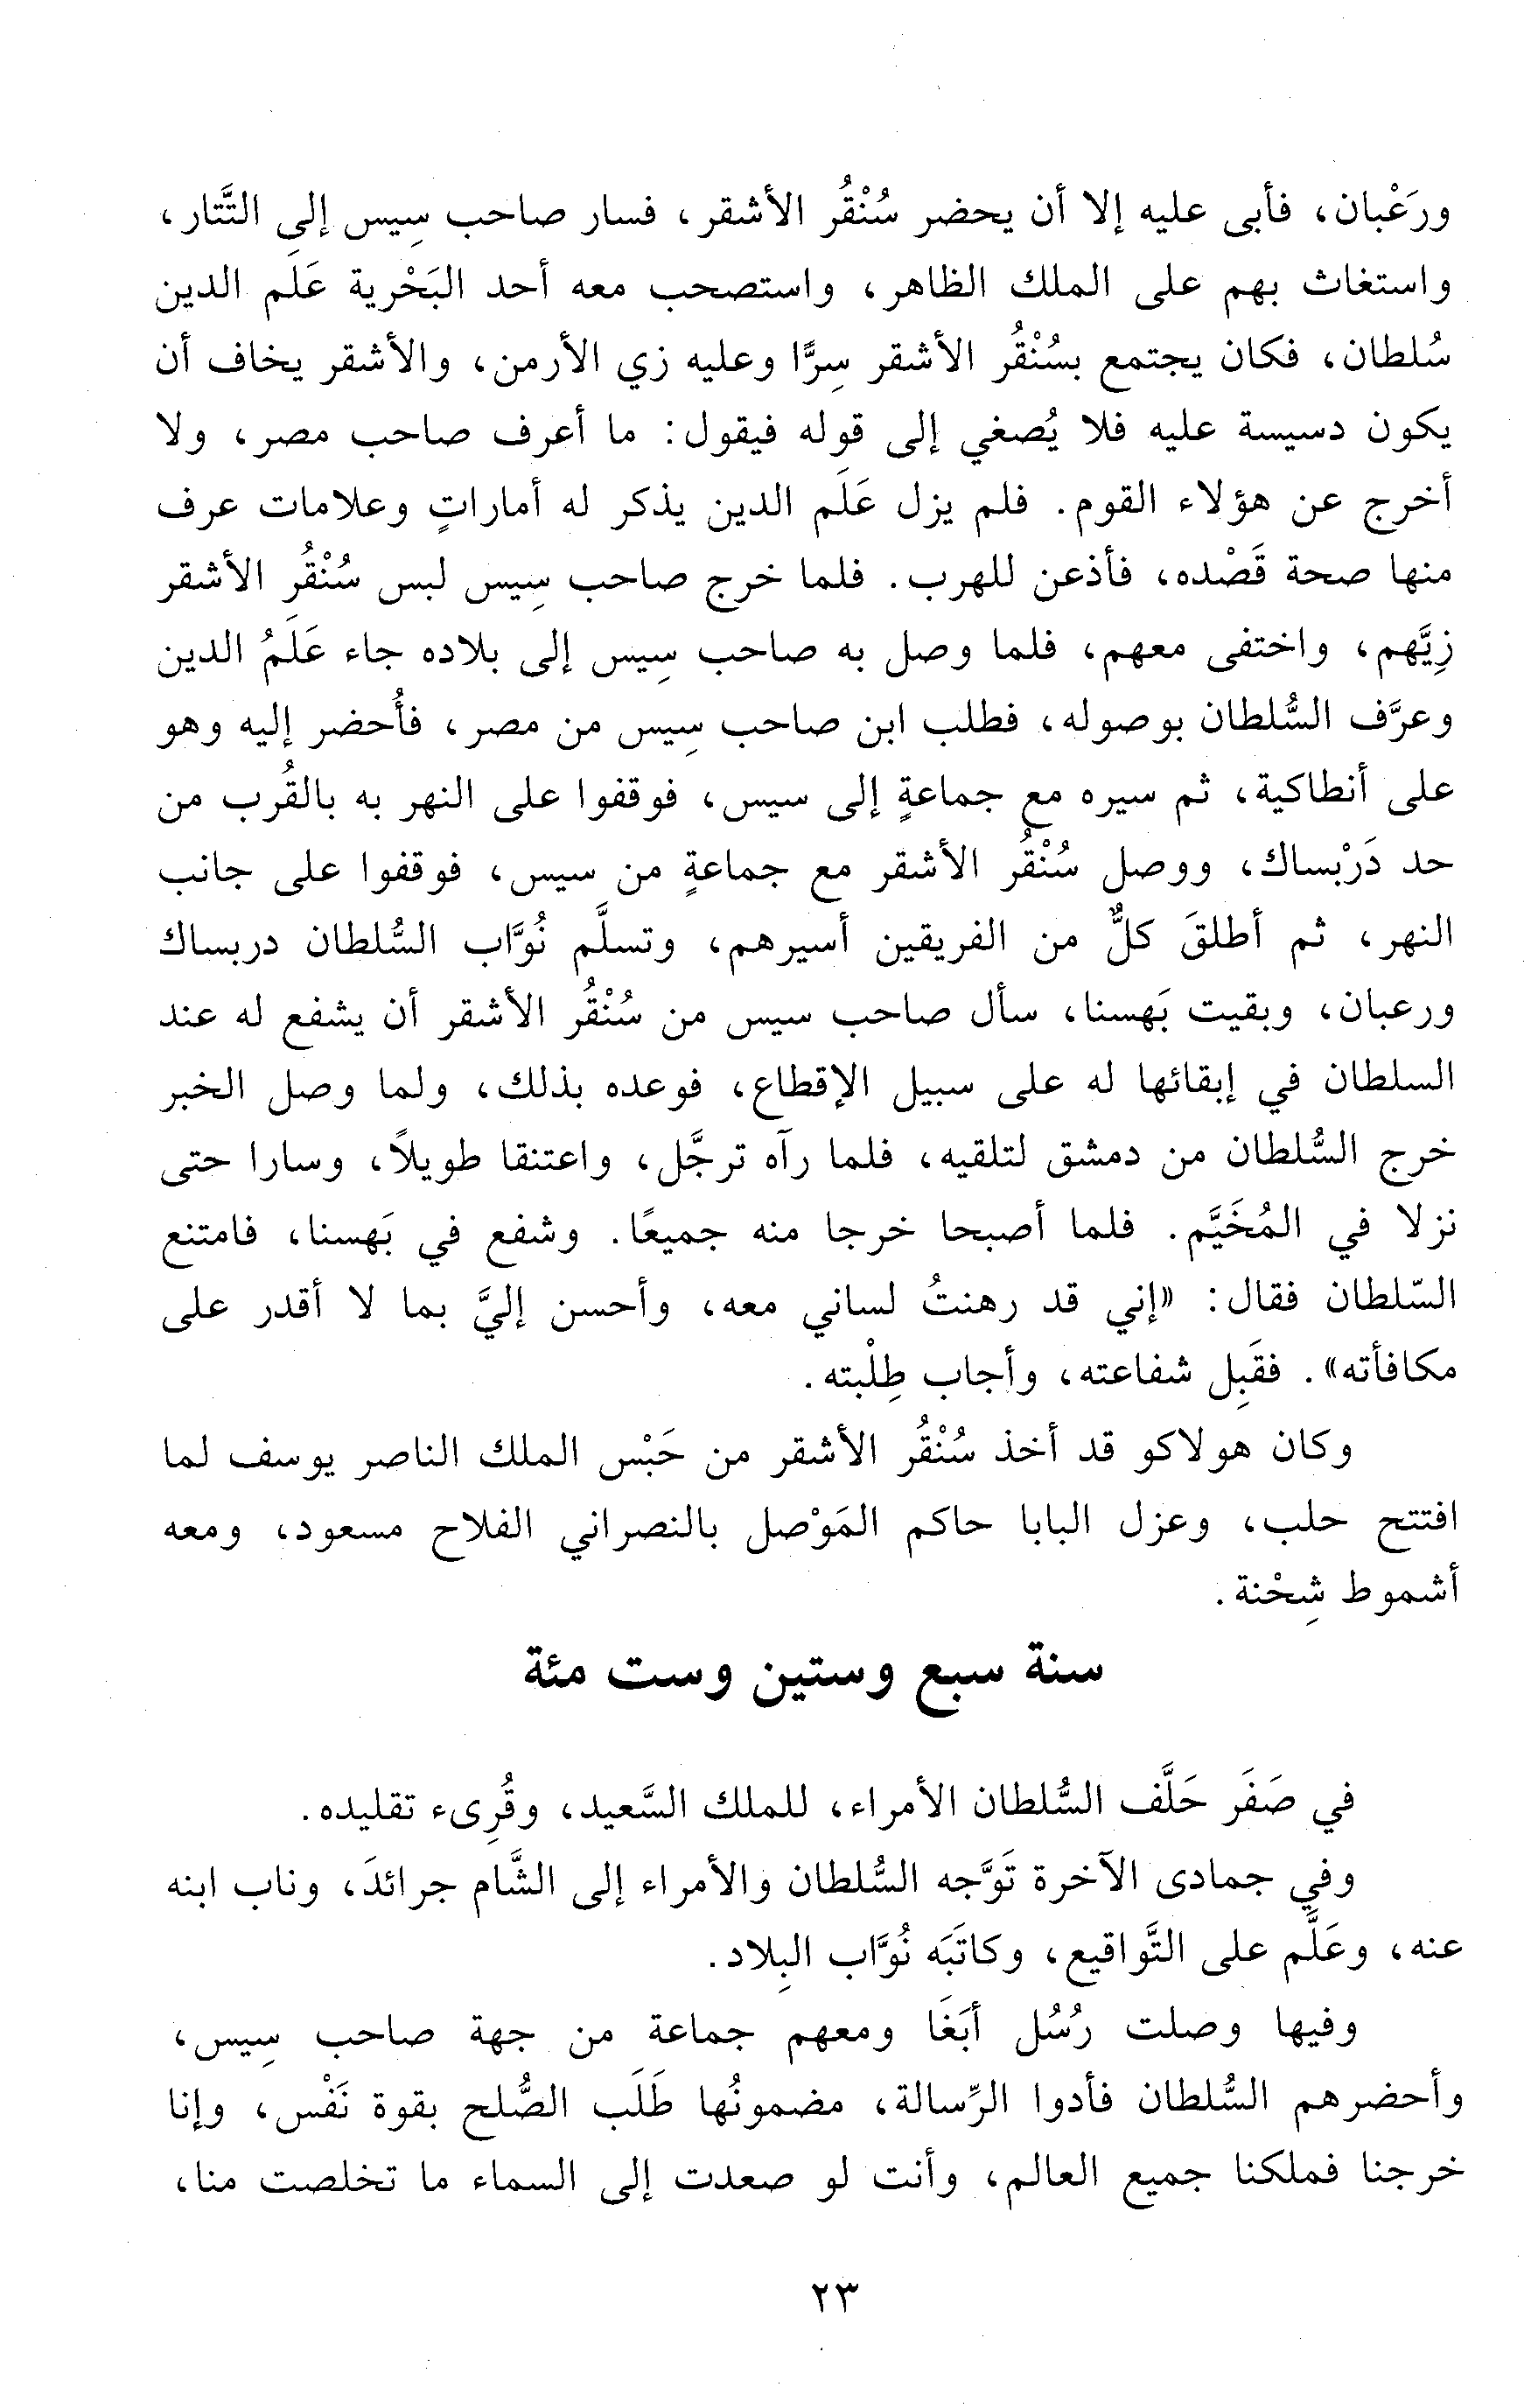 ورَعْبان، فأبى عليه إلا أن يحضر سُنْقُر الأشقر، فسار صاحب سِيس إلى التَّتار،
واستغاث بهم على الملك الظاهر، واستصحب معه أحد البَحْرية عَلَم الدين
سُلطان، فكان يجتمع بسُنْقُر الأشقر سِرًّا وعليه زي الأرمن، والأشقر يخاف أن
يكون دسيسة عليه فلا يُصغي إلى قوله فيقول: ما أعرف صاحب مصر، ولا
أخرج عن هؤلاء القوم. فلم يزل عَلَم الدين يذكر له أماراتٍ وعلامات عرف
منها صحة قَصْده، فأذعن للهرب. فلما خرج صاحب سِيس لبس سُنْقُر الأشقر
زِيَّهم، واختفى معهم، فلما وصل به صاحب سِيس إلى بلاده جاء عَلَمُ الدين
وعرَّف السُّلطان بوصوله، فطلب ابن صاحب سِيس من مصر، فأُحضر إليه وهو
على أنطاكية، ثم سيره مع جماعةٍ إلى سيس، فوقفوا على النهر به بالقُرب من
حد دَرْبساك، ووصل سُنْقُر الأشقر مع جماعةٍ من سيس، فوقفوا على جانب
النهر، ثم أطلقَ كلٌّ من الفريقين أسيرهم، وتسلَّم نُوَّاب السُّلطان دربساك
ورعبان، وبقيت بَهسنا، سأل صاحب سيس من سُنْقُر الأشقر أن يشفع له عند
السلطان في إبقائها له على سبيل الإقطاع، فوعده بذلك، ولما وصل الخبر
خرج السُّلطان من دمشق لتلقيه، فلما رآه ترجَّل، واعتنقا طويلًا، وسارا حتى
نزلا في المُخَيَّم. فلما أصبحا خرجا منه جميعًا. وشفع في بَهسنا، فامتنع
السّلطان فقال: «إني قد رهنتُ لساني معه، وأحسن إليَّ بما لا أقدر على
مكافأته». فقَبِل شفاعته، وأجاب طِلْبته.
وكان هولاكو قد أخذ سُنْقُر الأشقر من حَبْس الملك الناصر يوسف لما
افتتح حلب، وعزل البابا حاكم المَوْصل بالنصراني الفلاح مسعود، ومعه
أشموط شِحْنة.
سنة سبع وستين وست مئة
في صَفَر حَلَّف السُّلطان الأمراء، للملك السَّعيد، وقُرِىء تقليده.
وفي جمادى الآخرة تَوَّجه السُّلطان والأمراء إلى الشَّام جرائدَ، وناب ابنه
عنه، وعَلَّم على التَّواقيع، وكاتَبَه نُوَّاب البِلاد.
وفيها وصلت رُسُل أبَغَا ومعهم جماعة من جهة صاحب سِيس،
وأحضرهم السُّلطان فأدوا الرِّسالة، مضمونُها طَلَب الصُّلح بقوة نَفْس، وإنا
خرجنا فملكنا جميع العالم، وأنت لو صعدت إلى السماء ما تخلصت منا،
٢٣